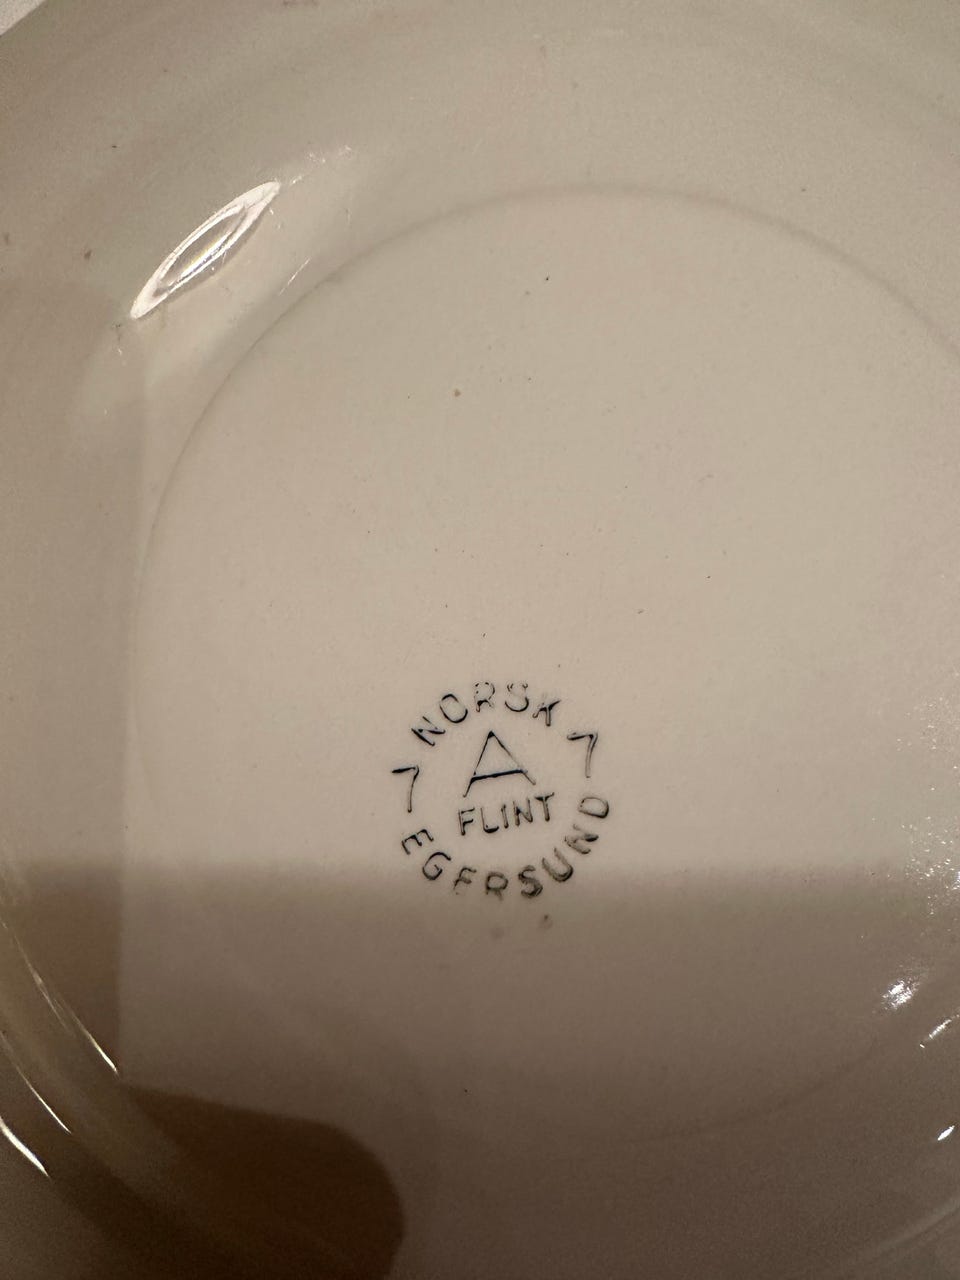 NORSK
7 A 7
FLINT
EGERSUND